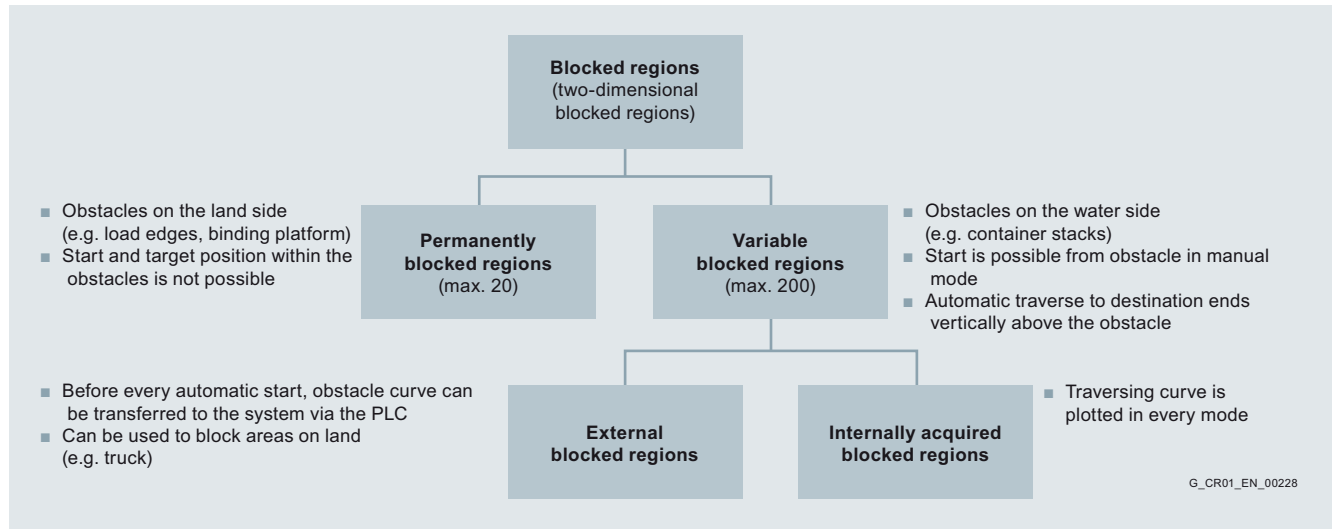 Blocked regions
(two-dimensional
blocked regions)
■ Obstacles on the land side
(e.g. load edges, binding platform)
■ Start and target position within the
obstacles is not possible
Permanently
blocked regions
(max. 20)
Variable
blocked regions
(max. 200)
■ Obstacles on the water side
(e.g. container stacks)
■ Start is possible from obstacle in manual
mode
■ Automatic traverse to destination ends
vertically above the obstacle
■ Before every automatic start, obstacle curve can
be transferred to the system via the PLC
■ Can be used to block areas on land
(e.g. truck)
External
blocked regions
Internally acquired
blocked regions
■ Traversing curve is
plotted in every mode
G_CR01_EN_00228